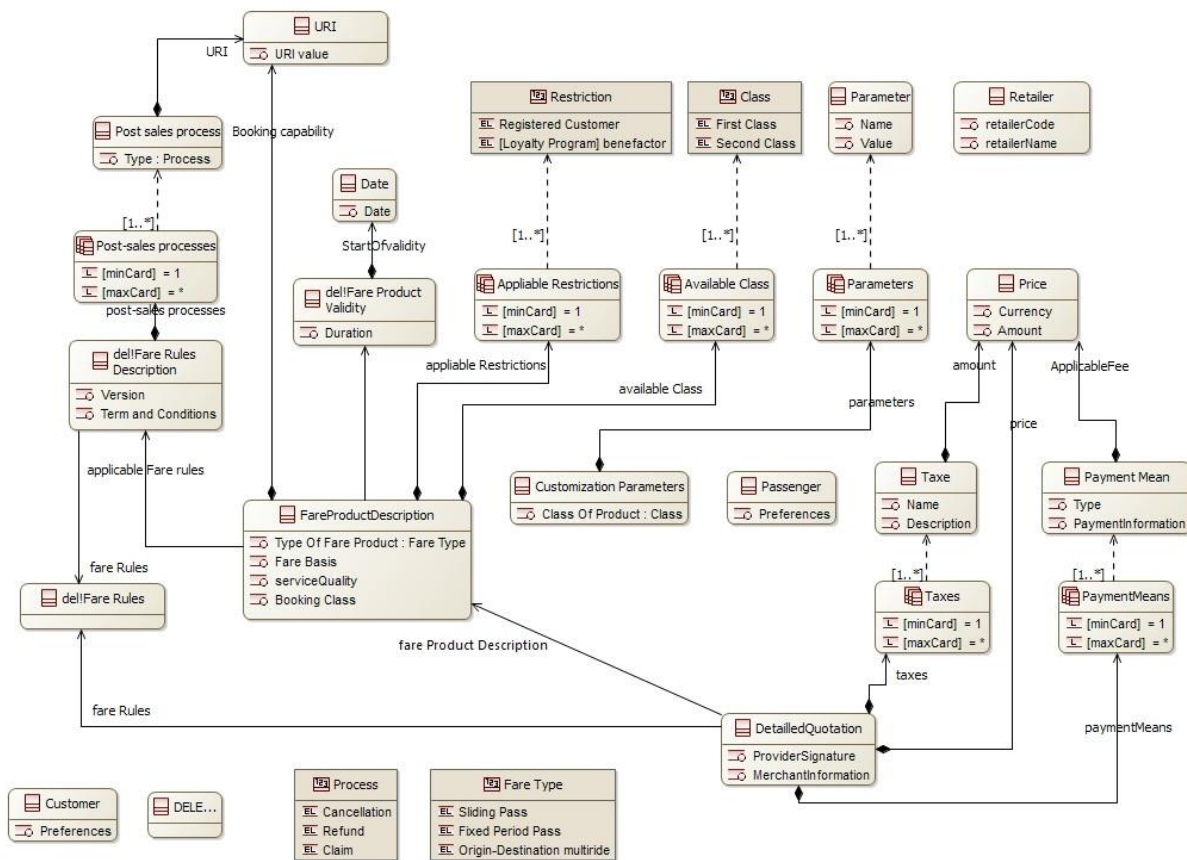 URI
URI value
URI
Booking capability
Post sales process
Type : Process
[1..*]
Post-sales processes
[minCard] = 1
[maxCard] = *
post-sales processes
del!Fare Rules
Description
Version
Term and Conditions
applicable Fare rules
fare Rules
del!Fare Rules
fare Rules
Date
Date
StartOfvalidity
del!Fare Product
Validity
Duration
Restriction
Registered Customer
[Loyalty Program] benefactor
[1..*]
Appliable Restrictions
[minCard] = 1
[maxCard] = *
appliable Restrictions
Class
First Class
Second Class
[1..*]
Available Class
[minCard] = 1
[maxCard] = *
available Class
Parameter
Name
Value
[1..*]
Parameters
[minCard] = 1
[maxCard] = *
parameters
Retailer
retailerCode
retailerName
Price
Currency
Amount
amount
ApplicableFee
price
FareProductDescription
Type Of Fare Product : Fare Type
Fare Basis
serviceQuality
Booking Class
Customization Parameters
Class Of Product : Class
Passenger
Preferences
Taxe
Name
Description
[1..*]
Taxes
[minCard] = 1
[maxCard] = *
taxes
Payment Mean
Type
PaymentInformation
[1..*]
PaymentMeans
[minCard] = 1
[maxCard] = *
paymentMeans
fare Product Description
DetailledQuotation
ProviderSignature
MerchantInformation
Customer
Preferences
DELE...
Process
Cancellation
Refund
Claim
Fare Type
Sliding Pass
Fixed Period Pass
Origin-Destination multiride